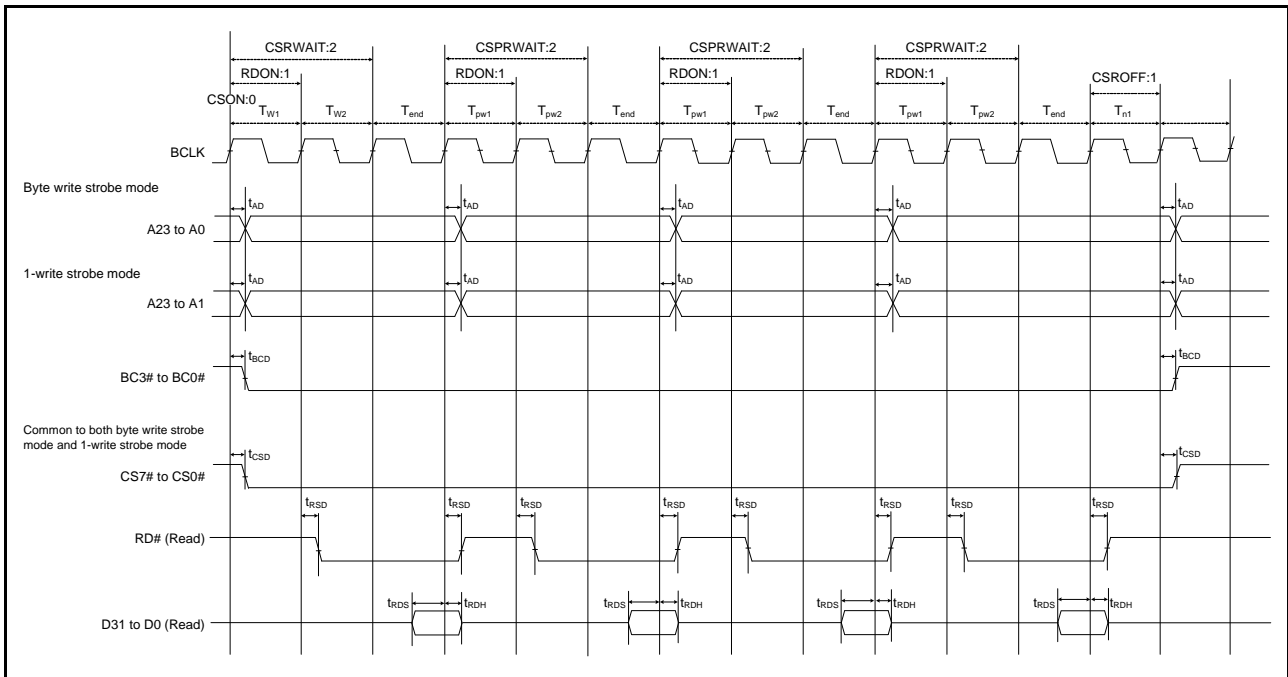 CSRWAIT:2 CSPRWAIT:2 CSPRWAIT:2 CSPRWAIT:2
RDON:1 RDON:1 RDON:1 RDON:1 CSROFF:1
CSON:0
TW1 TW2 Tend Tpw1 Tpw2 Tend Tpw1 Tpw2 Tend Tpw1 Tpw2 Tend Tn1
BCLK
Byte write strobe mode
tAD tAD tAD tAD tAD
A23 to A0
1-write strobe mode
tAD tAD tAD tAD tAD
A23 to A1
tBCD tBCD
BC3# to BC0#
Common to both byte write strobe
mode and 1-write strobe mode
tCSD tCSD
CS7# to CS0#
tRSD tRSD tRSD tRSD tRSD tRSD tRSD tRSD
RD# (Read)
tRDS tRDH tRDS tRDH tRDS tRDH tRDS tRDH
D31 to D0 (Read)